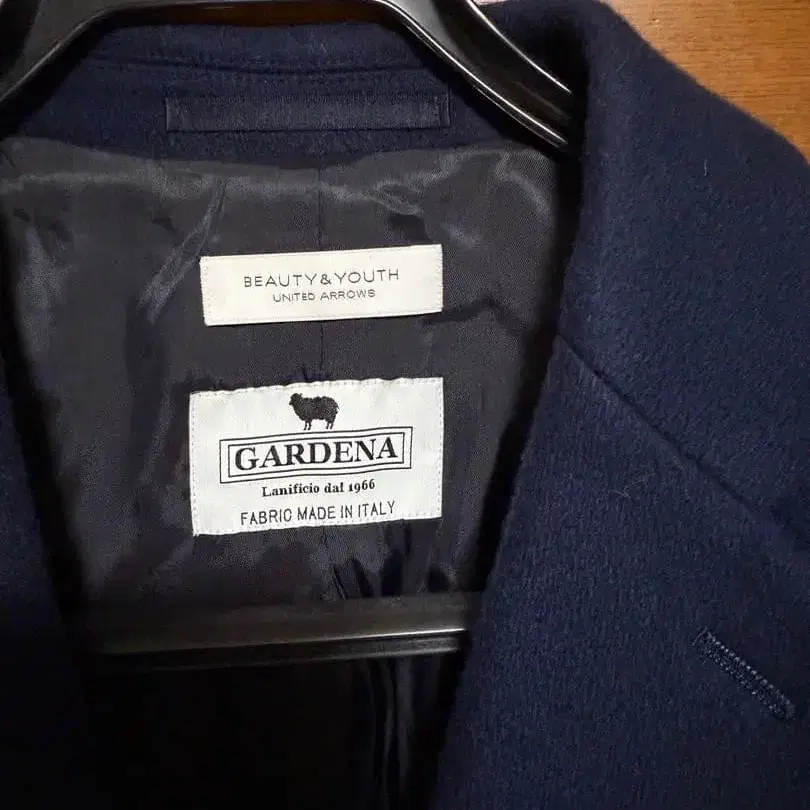 BEAUTY&YOUTH
UNITED ARROWS
GARDENA
Lanificio dal 1966
FABRIC MADE IN ITALY